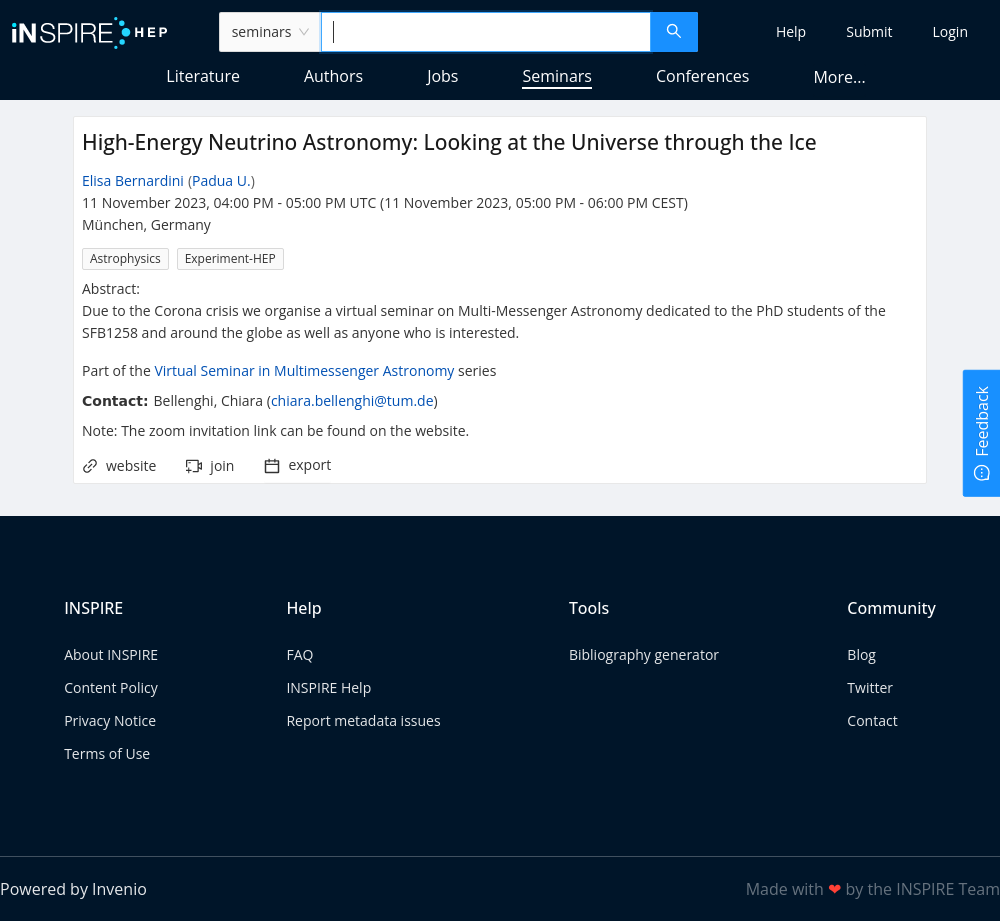 iNSPIRE HEP
seminars
Help
Submit
Login
Literature
Authors
Jobs
Seminars
Conferences
More...
High-Energy Neutrino Astronomy: Looking at the Universe through the Ice
Elisa Bernardini (Padua U.)
11 November 2023, 04:00 PM - 05:00 PM UTC (11 November 2023, 05:00 PM - 06:00 PM CEST)
München, Germany
Astrophysics
Experiment-HEP
Abstract:
Due to the Corona crisis we organise a virtual seminar on Multi-Messenger Astronomy dedicated to the PhD students of the
SFB1258 and around the globe as well as anyone who is interested.
Part of the Virtual Seminar in Multimessenger Astronomy series
Contact: Bellenghi, Chiara (chiara.bellenghi@tum.de)
Note: The zoom invitation link can be found on the website.
website
join
export
Feedback
INSPIRE
About INSPIRE
Content Policy
Privacy Notice
Terms of Use
Help
FAQ
INSPIRE Help
Report metadata issues
Tools
Bibliography generator
Community
Blog
Twitter
Contact
Powered by Invenio
Made with ❤ by the INSPIRE Team